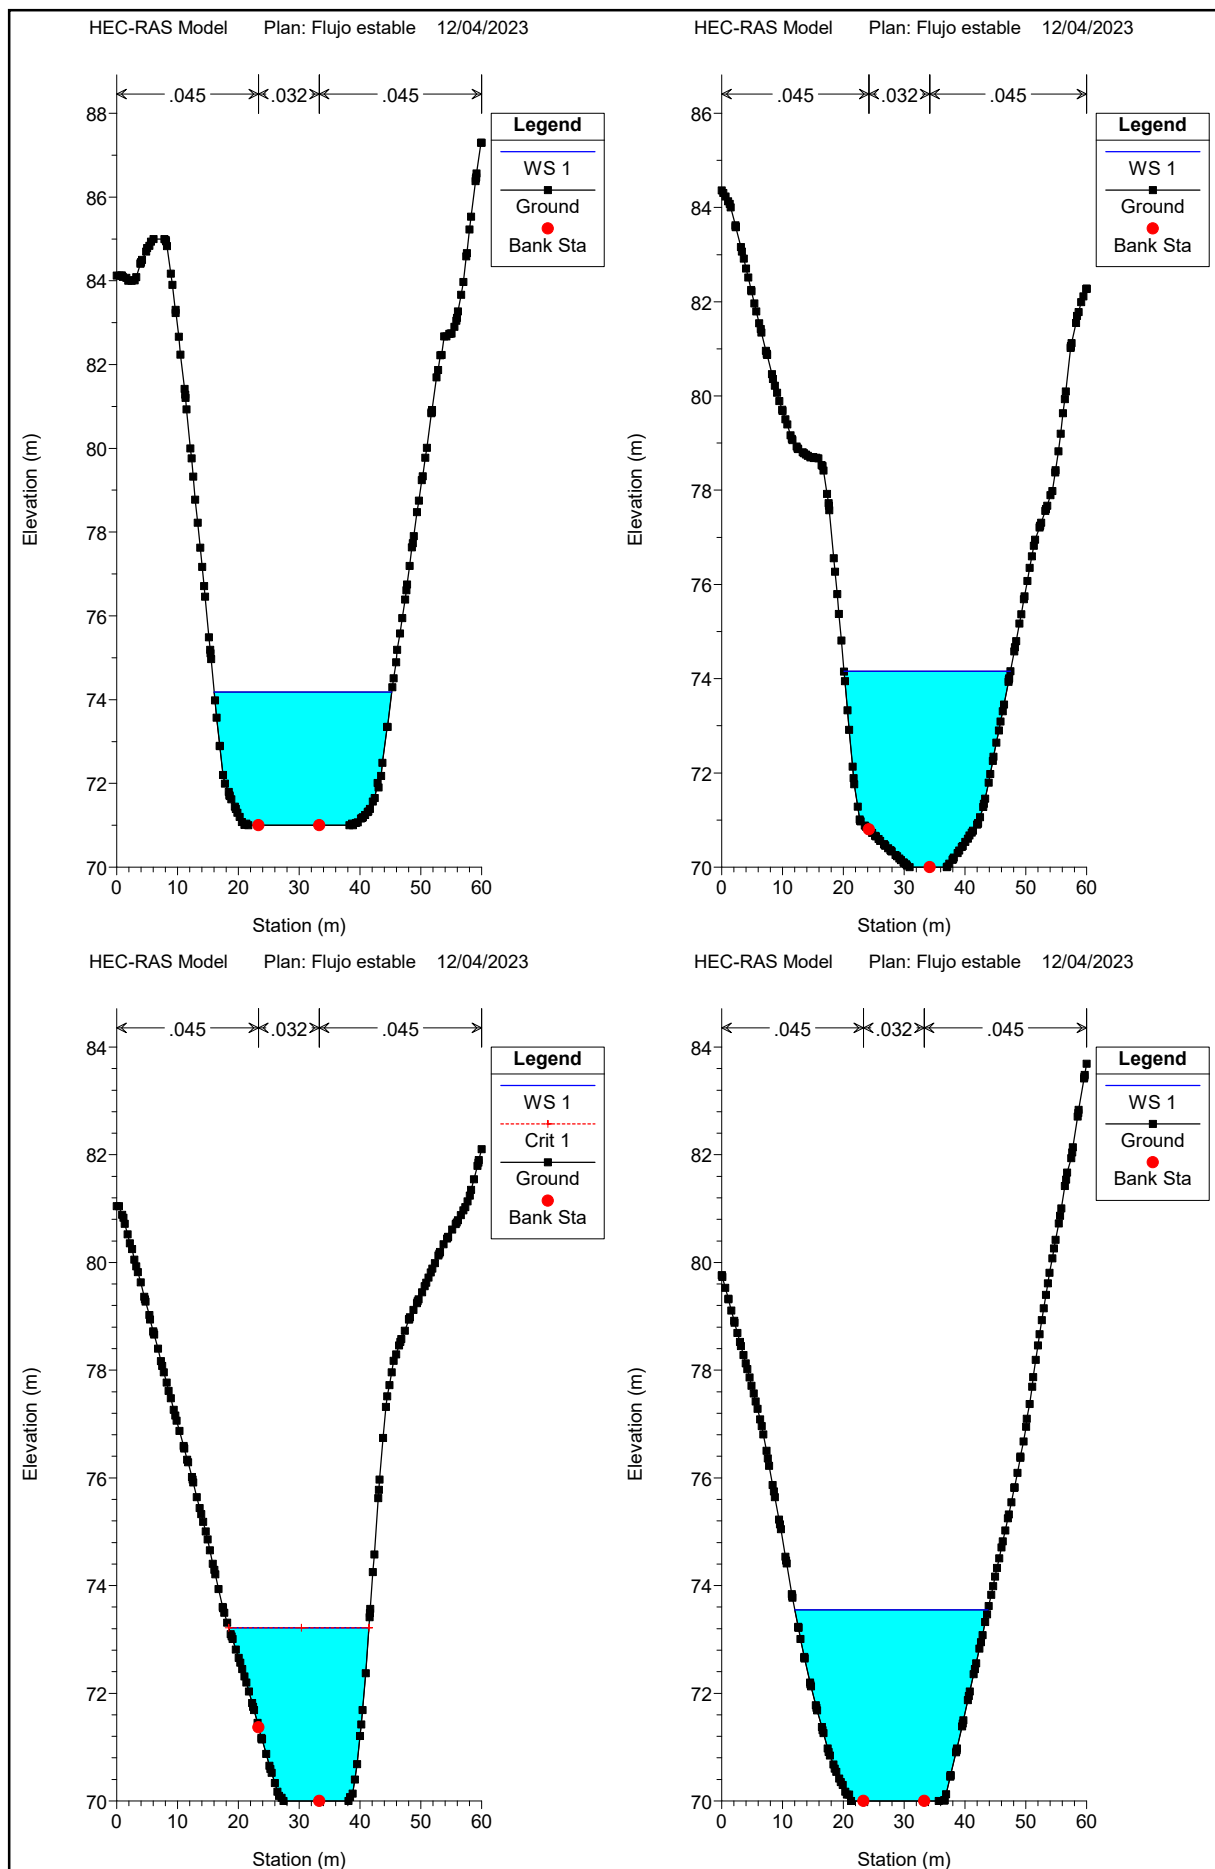 HEC-RAS Model Plan: Flujo estable 12/04/2023
.045 .032 .045
88
86
84
82
80
78
76
74
72
70
0 10 20 30 40 50 60
Elevation (m)
Station (m)
Legend
WS 1
Ground
Bank Sta
HEC-RAS Model Plan: Flujo estable 12/04/2023
.045 .032 .045
86
84
82
80
78
76
74
72
70
0 10 20 30 40 50 60
Elevation (m)
Station (m)
Legend
WS 1
Ground
Bank Sta
HEC-RAS Model Plan: Flujo estable 12/04/2023
.045 .032 .045
84
82
80
78
76
74
72
70
0 10 20 30 40 50 60
Elevation (m)
Station (m)
Legend
WS 1
Crit 1
Ground
Bank Sta
HEC-RAS Model Plan: Flujo estable 12/04/2023
.045 .032 .045
84
82
80
78
76
74
72
70
0 10 20 30 40 50 60
Elevation (m)
Station (m)
Legend
WS 1
Ground
Bank Sta